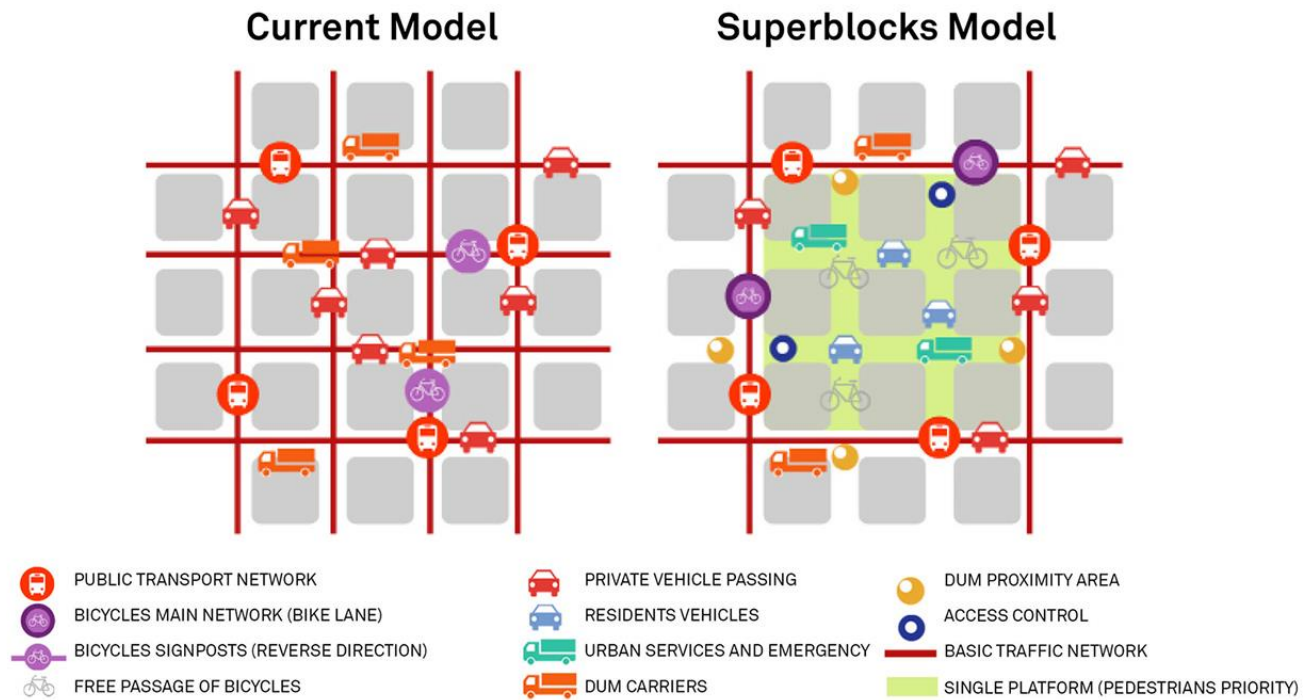 Current Model
Superblocks Model
PUBLIC TRANSPORT NETWORK
BICYCLES MAIN NETWORK (BIKE LANE)
BICYCLES SIGNPOSTS (REVERSE DIRECTION)
FREE PASSAGE OF BICYCLES
PRIVATE VEHICLE PASSING
RESIDENTS VEHICLES
URBAN SERVICES AND EMERGENCY
DUM CARRIERS
DUM PROXIMITY AREA
ACCESS CONTROL
BASIC TRAFFIC NETWORK
SINGLE PLATFORM (PEDESTRIANS PRIORITY)